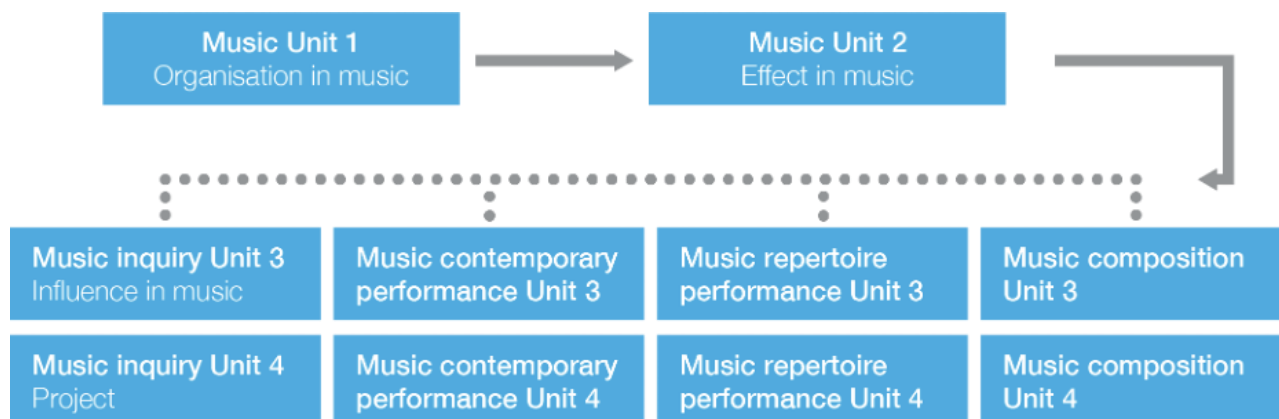 Music Unit 1
Organisation in music
Music Unit 2
Effect in music
Music inquiry Unit 3
Influence in music
Music contemporary
performance Unit 3
Music repertoire
performance Unit 3
Music composition
Unit 3
Music inquiry Unit 4
Project
Music contemporary
performance Unit 4
Music repertoire
performance Unit 4
Music composition
Unit 4